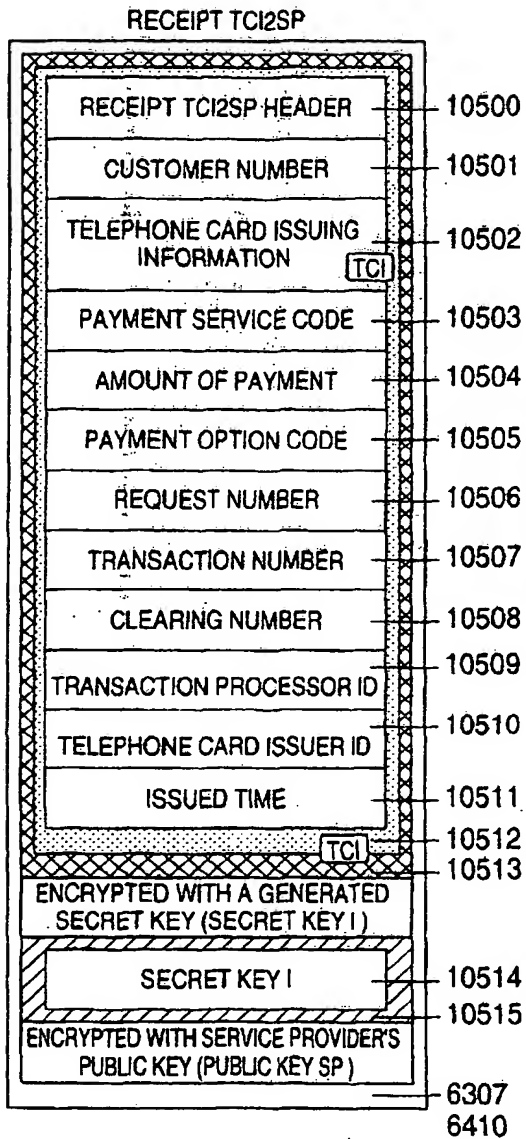 RECEIPT TCI2SP
RECEIPT TCI2SP HEADER 10500
CUSTOMER NUMBER 10501
TELEPHONE CARD ISSUING 10502
INFORMATION
TCI
PAYMENT SERVICE CODE 10503
AMOUNT OF PAYMENT 10504
PAYMENT OPTION CODE 10505
REQUEST NUMBER 10506
TRANSACTION NUMBER 10507
CLEARING NUMBER 10508
10509
TRANSACTION PROCESSOR ID
10510
TELEPHONE CARD ISSUER ID
ISSUED TIME 10511
10512
TCI
10513
ENCRYPTED WITH A GENERATED
SECRET KEY (SECRET KEY I)
SECRET KEY I 10514
10515
ENCRYPTED WITH SERVICE PROVIDER'S
PUBLIC KEY (PUBLIC KEY SP)
6307
6410